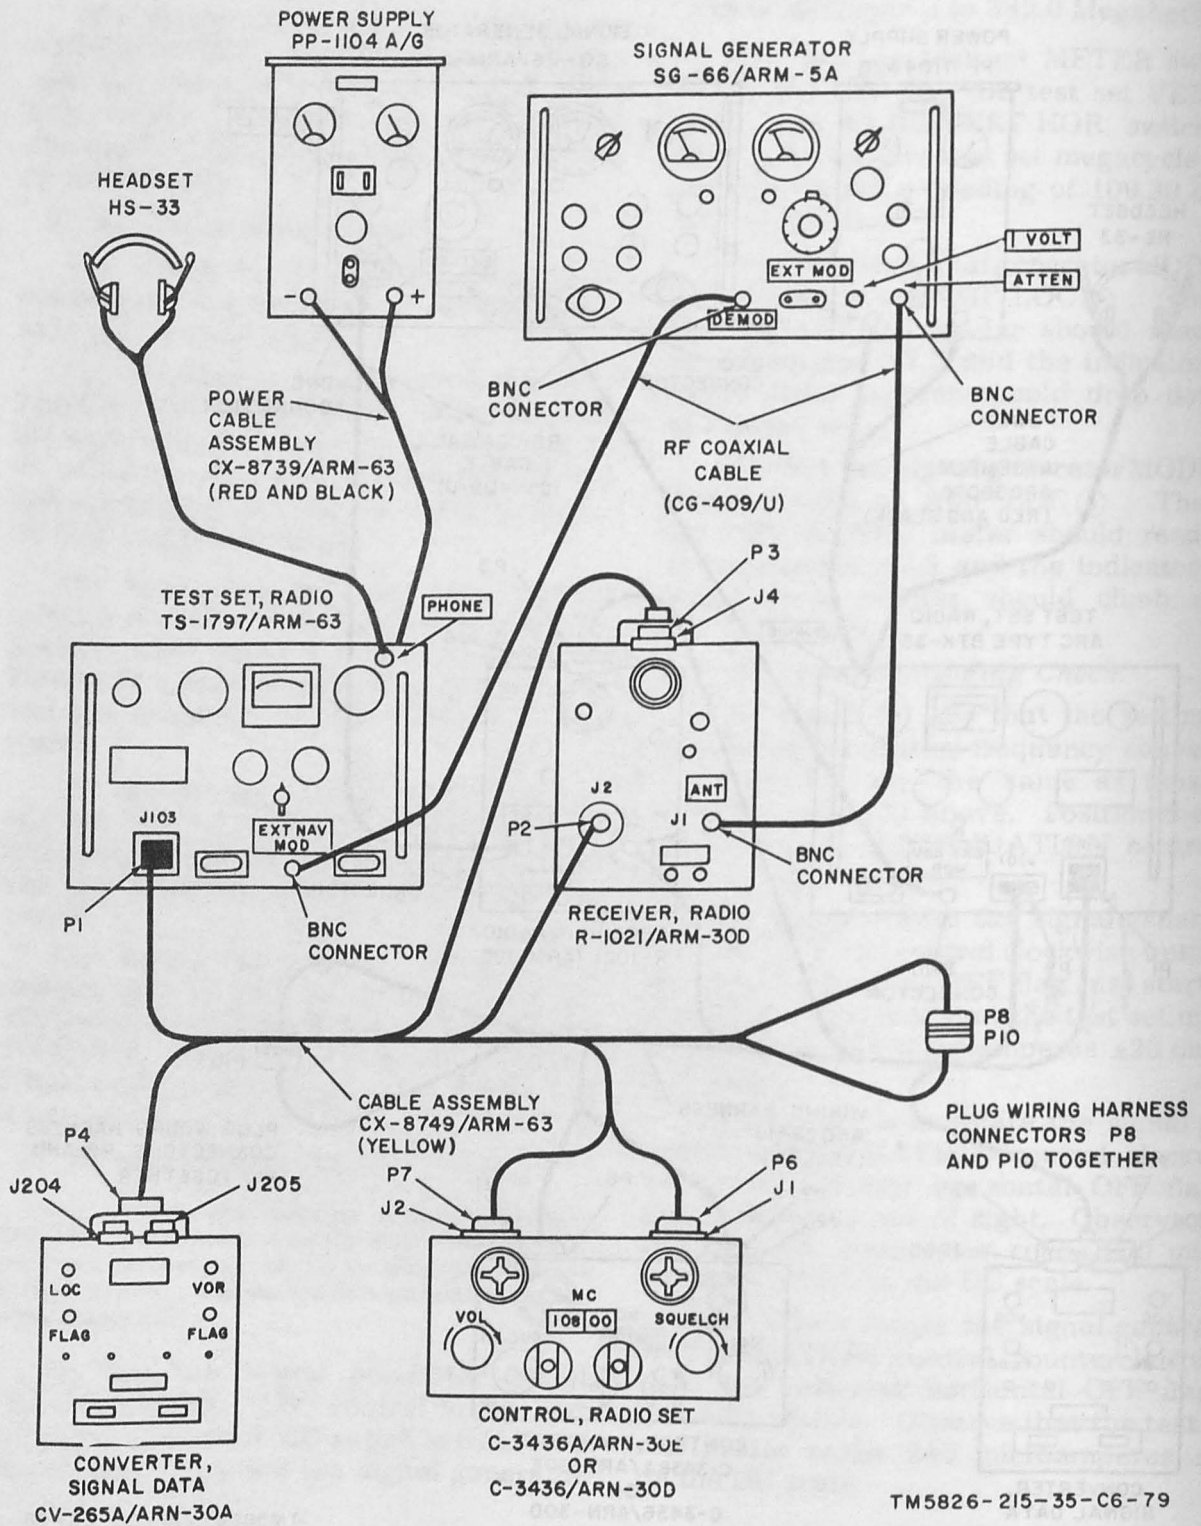 POWER SUPPLY
PP-1104 A/G
SIGNAL GENERATOR
SG-66/ARM-5A
HEADSET
HS-33
- +
1 VOLT
EXT MOD
ATTEN
DEMOD
BNC
CONECTOR
BNC
CONNECTOR
POWER
CABLE
ASSEMBLY
CX-8739/ARM-63
(RED AND BLACK)
RF COAXIAL
CABLE
(CG-409/U)
P3
J4
TEST SET, RADIO
TS-1797/ARM-63
PHONE
J2
ANT
J103
EXT NAV
MOD
P2
J1
BNC
CONNECTOR
P1
BNC
CONNECTOR
RECEIVER, RADIO
R-1021/ARM-30D
P8
P10
CABLE ASSEMBLY
CX-8749/ARM-63
(YELLOW)
PLUG WIRING HARNESS
CONNECTORS P8
AND P10 TOGETHER
P4
J204
J205
P7
J2
P6
J1
LOC
VOR
FLAG
FLAG
MC
VOL
108 00
SQUELCH
CONTROL, RADIO SET
C-3436A/ARN-30E
OR
C-3436/ARN-30D
CONVERTER,
SIGNAL DATA
CV-265A/ARN-30A
TM5826-215-35-C6-79